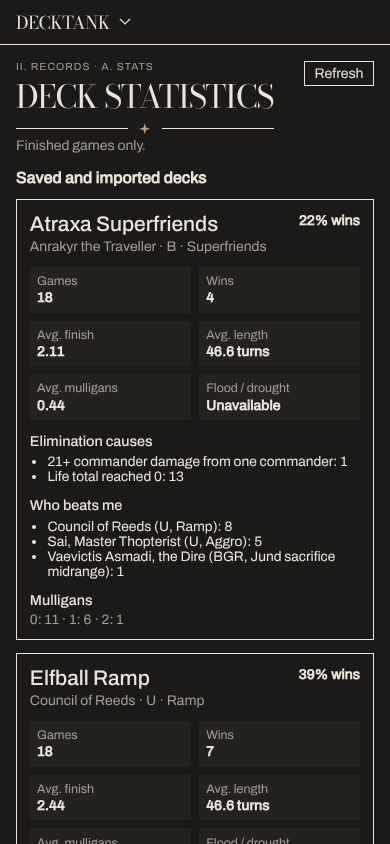 DECKTANK
II. RECORDS · A. STATS
Refresh
DECK STATISTICS
Finished games only.
Saved and imported decks
Atraxa Superfriends
22% wins
Anrakyr the Traveller · B · Superfriends
Games
18
Wins
4
Avg. finish
2.11
Avg. length
46.6 turns
Avg. mulligans
0.44
Flood / drought
Unavailable
Elimination causes
• 21+ commander damage from one commander: 1
• Life total reached 0: 13
Who beats me
• Council of Reeds (U, Ramp): 8
• Sai, Master Thopterist (U, Aggro): 5
• Vaevictis Asmadi, the Dire (BGR, Jund sacrifice
midrange): 1
Mulligans
0: 11 · 1: 6 · 2: 1
Elfball Ramp
39% wins
Council of Reeds · U · Ramp
Games
18
Wins
7
Avg. finish
2.44
Avg. length
46.6 turns
Avg. mulligans
Flood / drought